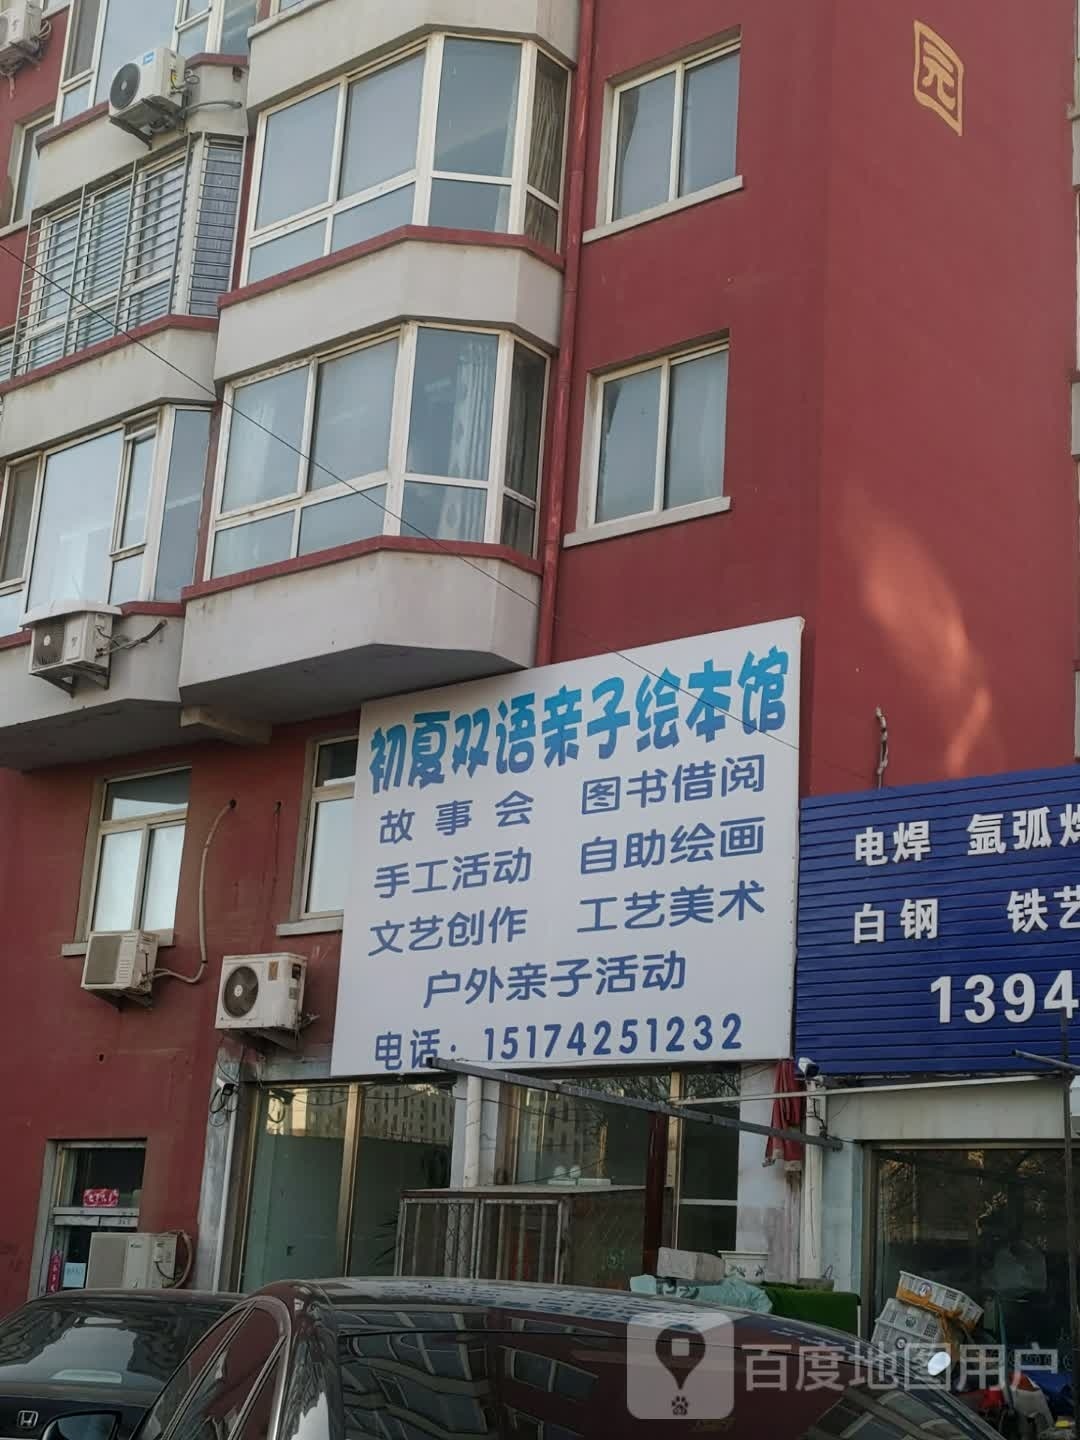 元
初夏双语亲子绘本馆
故事会 图书借阅
手工活动 自助绘画
文艺创作 工艺美术
户外亲子活动
电话：15174251232
电焊 氩弧焊
白钢 铁艺
1394
百度地图用户